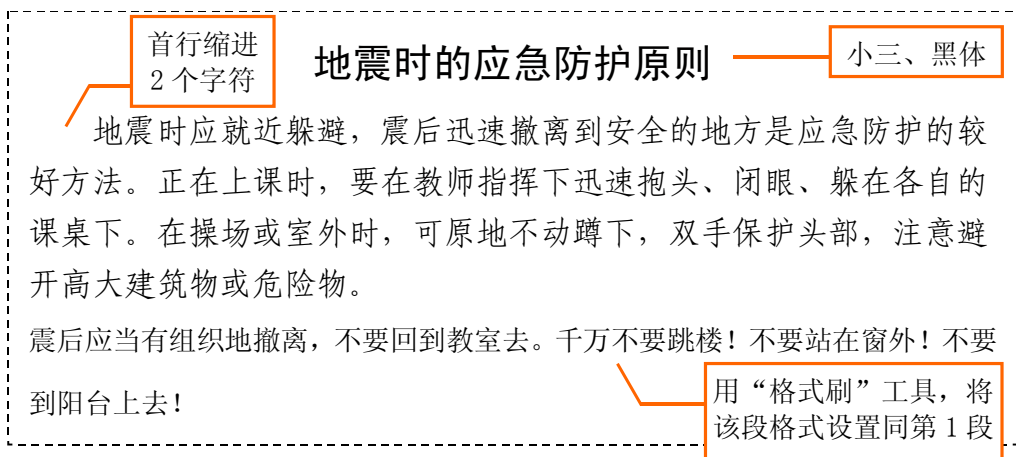 首行缩进
2 个字符
地震时的应急防护原则
小三、黑体
地震时应就近躲避，震后迅速撤离到安全的地方是应急防护的较
好方法。正在上课时，要在教师指挥下迅速抱头、闭眼、躲在各自的
课桌下。在操场或室外时，可原地不动蹲下，双手保护头部，注意避
开高大建筑物或危险物。
震后应当有组织地撤离，不要回到教室去。千万不要跳楼！不要站在窗外！不要
到阳台上去！
用“格式刷”工具，将
该段格式设置同第 1 段